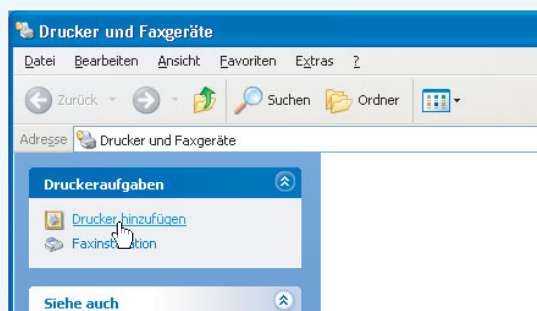 Drucker und Faxgeräte
Datei Bearbeiten Ansicht Favoriten Extras ?
Zurück Suchen Ordner
Adresse Drucker und Faxgeräte
Druckeraufgaben
Drucker hinzufügen
Siehe auch